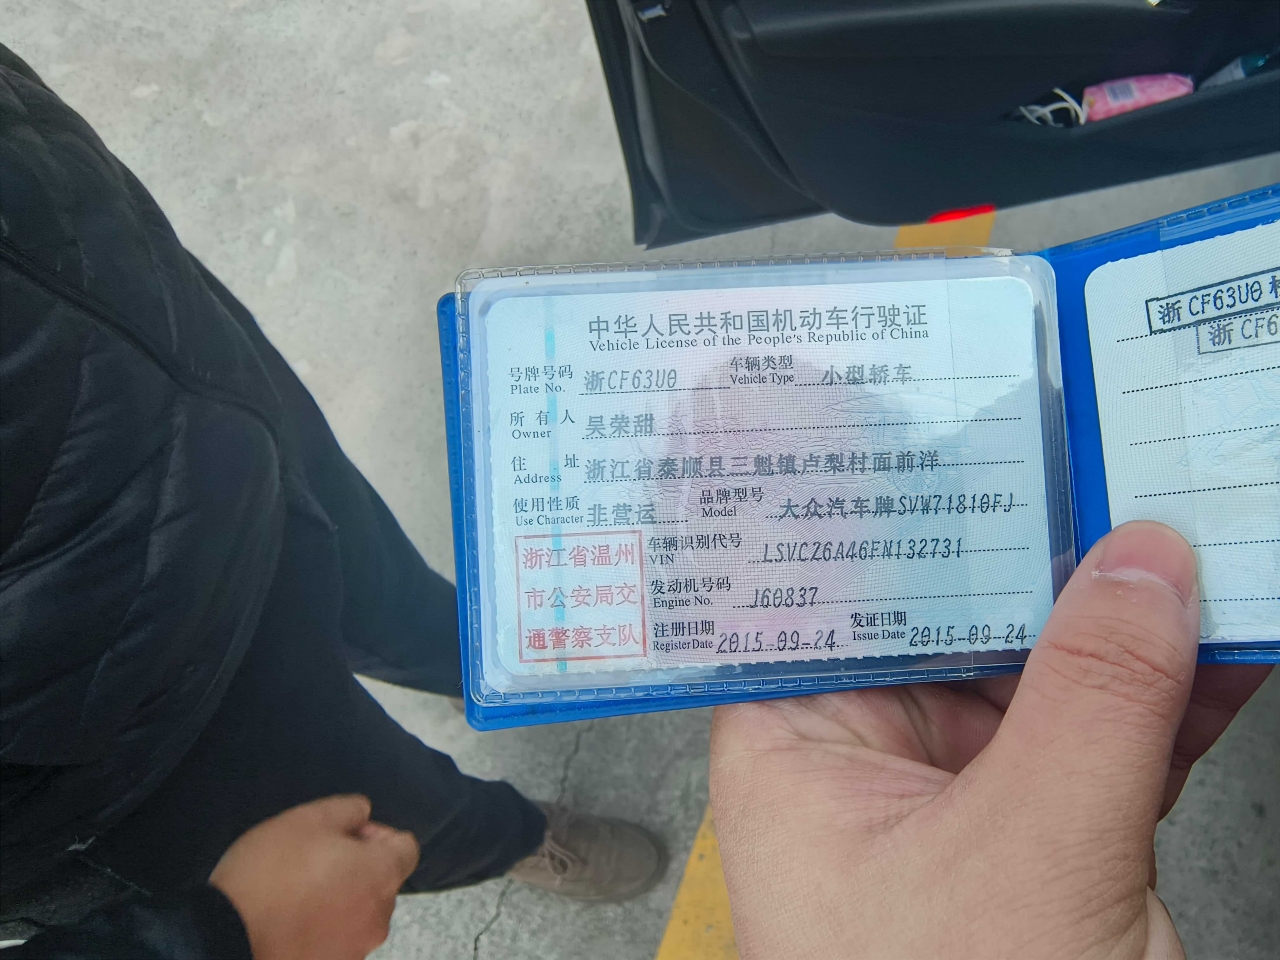 中华人民共和国机动车行驶证
Vehicle License of the People's Republic of China
号牌号码 浙CF63U0 车辆类型 小型轿车
Plate No. Vehicle Type
所有人 吴荣甜
Owner
住址 浙江省泰顺县三魁镇卢梨村面前洋
Address
使用性质 非营运 品牌型号 大众汽车牌SVW71810FJ
Use Character Model
浙江省温州 车辆识别代号 LSVCZ6A46FN132731
VIN
市公安局交 发动机号码 J60837
Engine No.
通警察支队 注册日期 2015-09-24 发证日期 2015-09-24
Register Date Issue Date
浙CF63U0
浙CF6